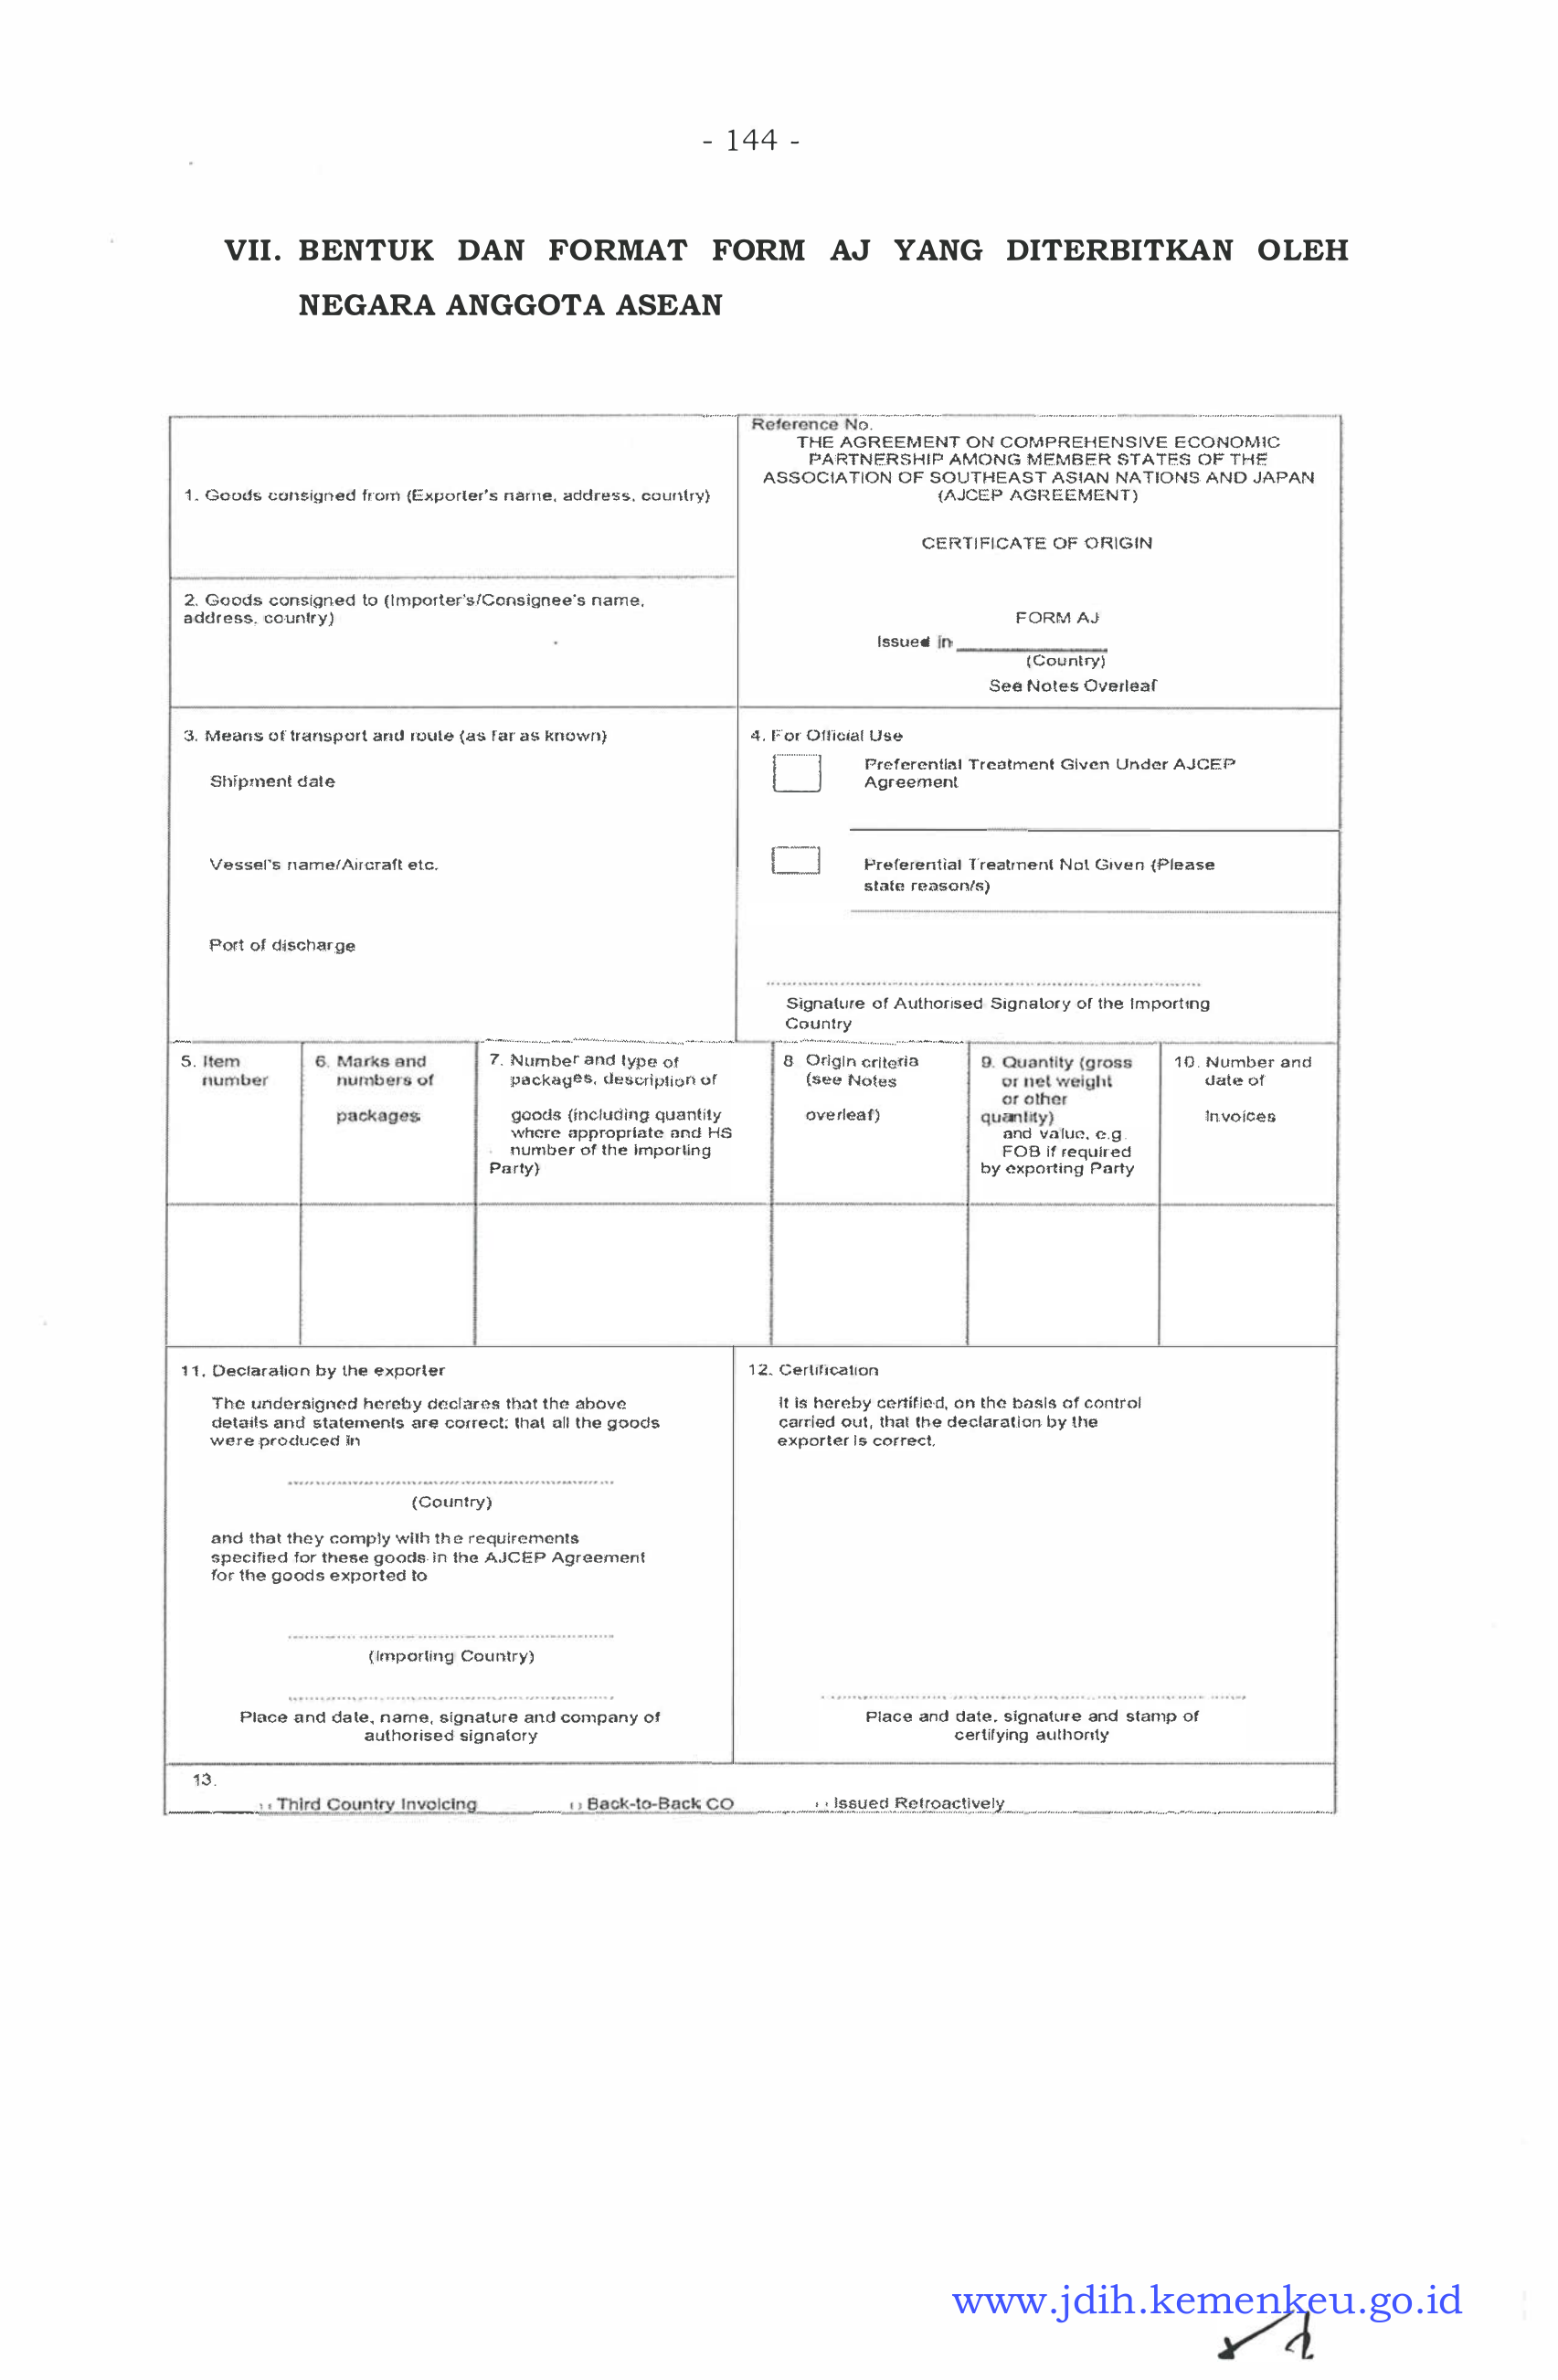 - 144 -
VII. BENTUK DAN FORMAT FORM AJ YANG DITERBITKAN OLEH
NEGARA ANGGOTA ASEAN
1. Goods consigned from (Exporter's name, address, country)
Reference No.
THE AGREEMENT ON COMPREHENSIVE ECONOMIC
PARTNERSHIP AMONG MEMBER STATES OF THE
ASSOCIATION OF SOUTHEAST ASIAN NATIONS AND JAPAN
(AJCEP AGREEMENT)
CERTIFICATE OF ORIGIN
2. Goods consigned to (Importer's/Consignee's name,
address, country)
FORM AJ
Issued in
(Country)
See Notes Overleaf
3. Means of transport and route (as far as known)
Shipment date
Vessel's name/Aircraft etc.
Port of discharge
4. For Official Use
Preferential Treatment Given Under AJCEP
Agreement
Preferential Treatment Not Given (Please
state reason/s)
Signature of Authorised Signatory of the Importing
Country
5. Item
number
6. Marks and
numbers of
packages
7. Number and type of
packages, description of
goods (including quantity
where appropriate and HS
number of the importing
Party)
8 Origin criteria
(see Notes
overleaf)
9. Quantity (gross
or net weight
or other
quantity)
and value, e.g.
FOB if required
by exporting Party
10. Number and
date of
Invoices
11. Declaration by the exporter
The undersigned hereby declares that the above
details and statements are correct; that all the goods
were produced in
(Country)
and that they comply with the requirements
specified for these goods in the AJCEP Agreement
for the goods exported to
(Importing Country)
Place and date, name, signature and company of
authorised signatory
12. Certification
It is hereby certified, on the basis of control
carried out, that the declaration by the
exporter is correct.
Place and date, signature and stamp of
certifying authority
13.
Third Country Invoicing
Back-to-Back CO
Issued Retroactively
www.jdih.kemenkeu.go.id